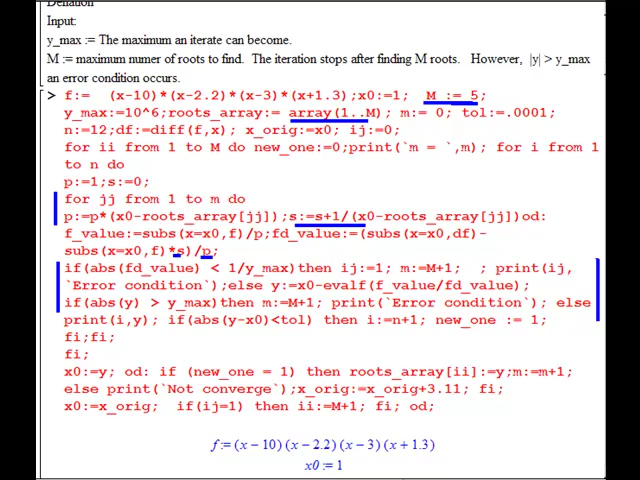 Deflation
Input:
y_max := The maximum an iterate can become.
M := maximum numer of roots to find.  The iteration stops after finding M roots.  However,  |y| > y_max
an error condition occurs.
> f:=  (x-10)*(x-2.2)*(x-3)*(x+1.3);x0:=1;  M := 5;
y_max:=10^6;roots_array:= array(1..M); m:= 0; tol:=.0001;
n:=12;df:=diff(f,x); x_orig:=x0; ij:=0;
for ii from 1 to M do new_one:=0;print(`m = `,m); for i from 1
to n do
p:=1;s:=0;
for jj from 1 to m do
p:=p*(x0-roots_array[jj]);s:=s+1/(x0-roots_array[jj])od:
f_value:=subs(x=x0,f)/p;fd_value:=(subs(x=x0,df)-
subs(x=x0,f)*s)/p;
if(abs(fd_value) < 1/y_max)then ij:=1; m:=M+1;  ; print(ij,
`Error condition`);else y:=x0-evalf(f_value/fd_value);
if(abs(y) > y_max)then m:=M+1; print(`Error condition`); else
print(i,y); if(abs(y-x0)<tol) then i:=n+1; new_one := 1;
fi;fi;
fi;
x0:=y; od: if (new_one = 1) then roots_array[ii]:=y;m:=m+1;
else print(`Not converge`);x_orig:=x_orig+3.11; fi;
x0:=x_orig;  if(ij=1) then ii:=M+1; fi; od;
f := (x − 10) (x − 2.2) (x − 3) (x + 1.3)
x0 := 1